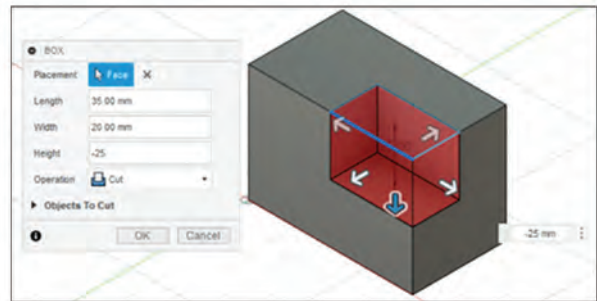 BOX
Placement Face X
Length 35.00 mm
Width 20.00 mm
Height -25
Operation Cut
Objects To Cut
OK Cancel
-25 mm